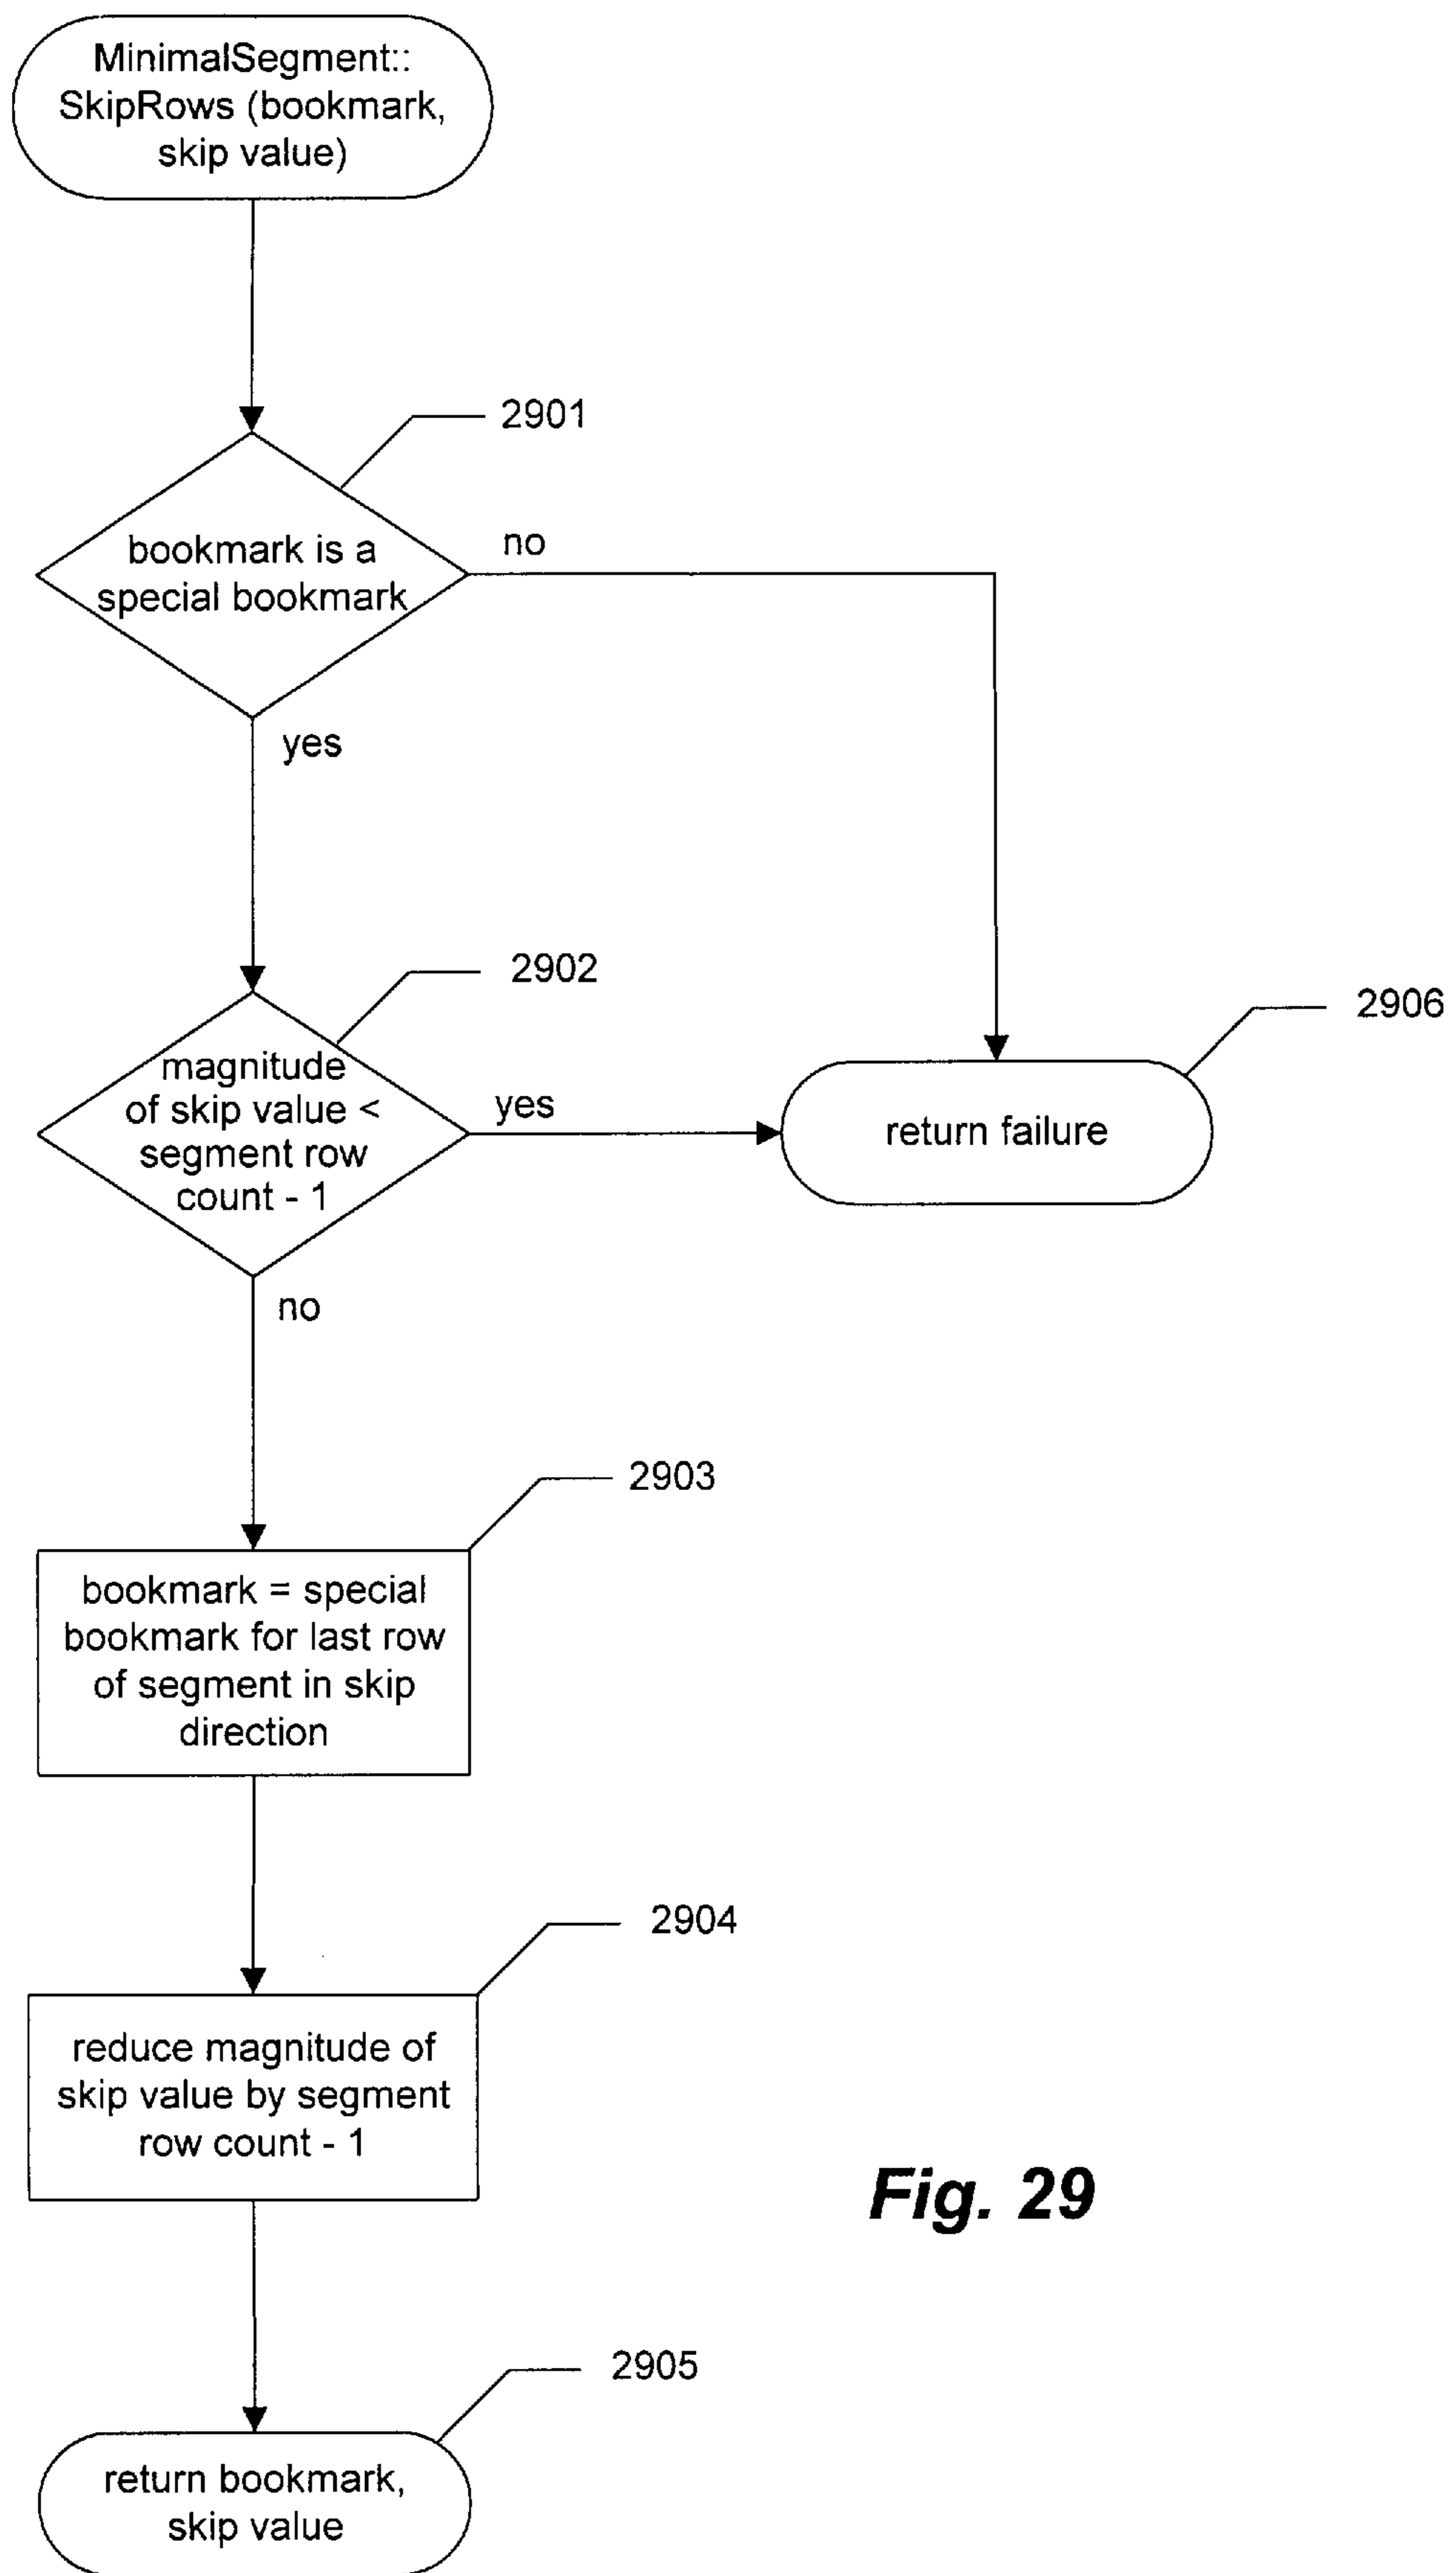 MinimalSegment::
SkipRows (bookmark,
skip value)
2901
bookmark is a
special bookmark
no
yes
2902
magnitude
of skip value <
segment row
count - 1
yes
2906
return failure
no
2903
bookmark = special
bookmark for last row
of segment in skip
direction
2904
reduce magnitude of
skip value by segment
row count - 1
Fig. 29
2905
return bookmark,
skip value